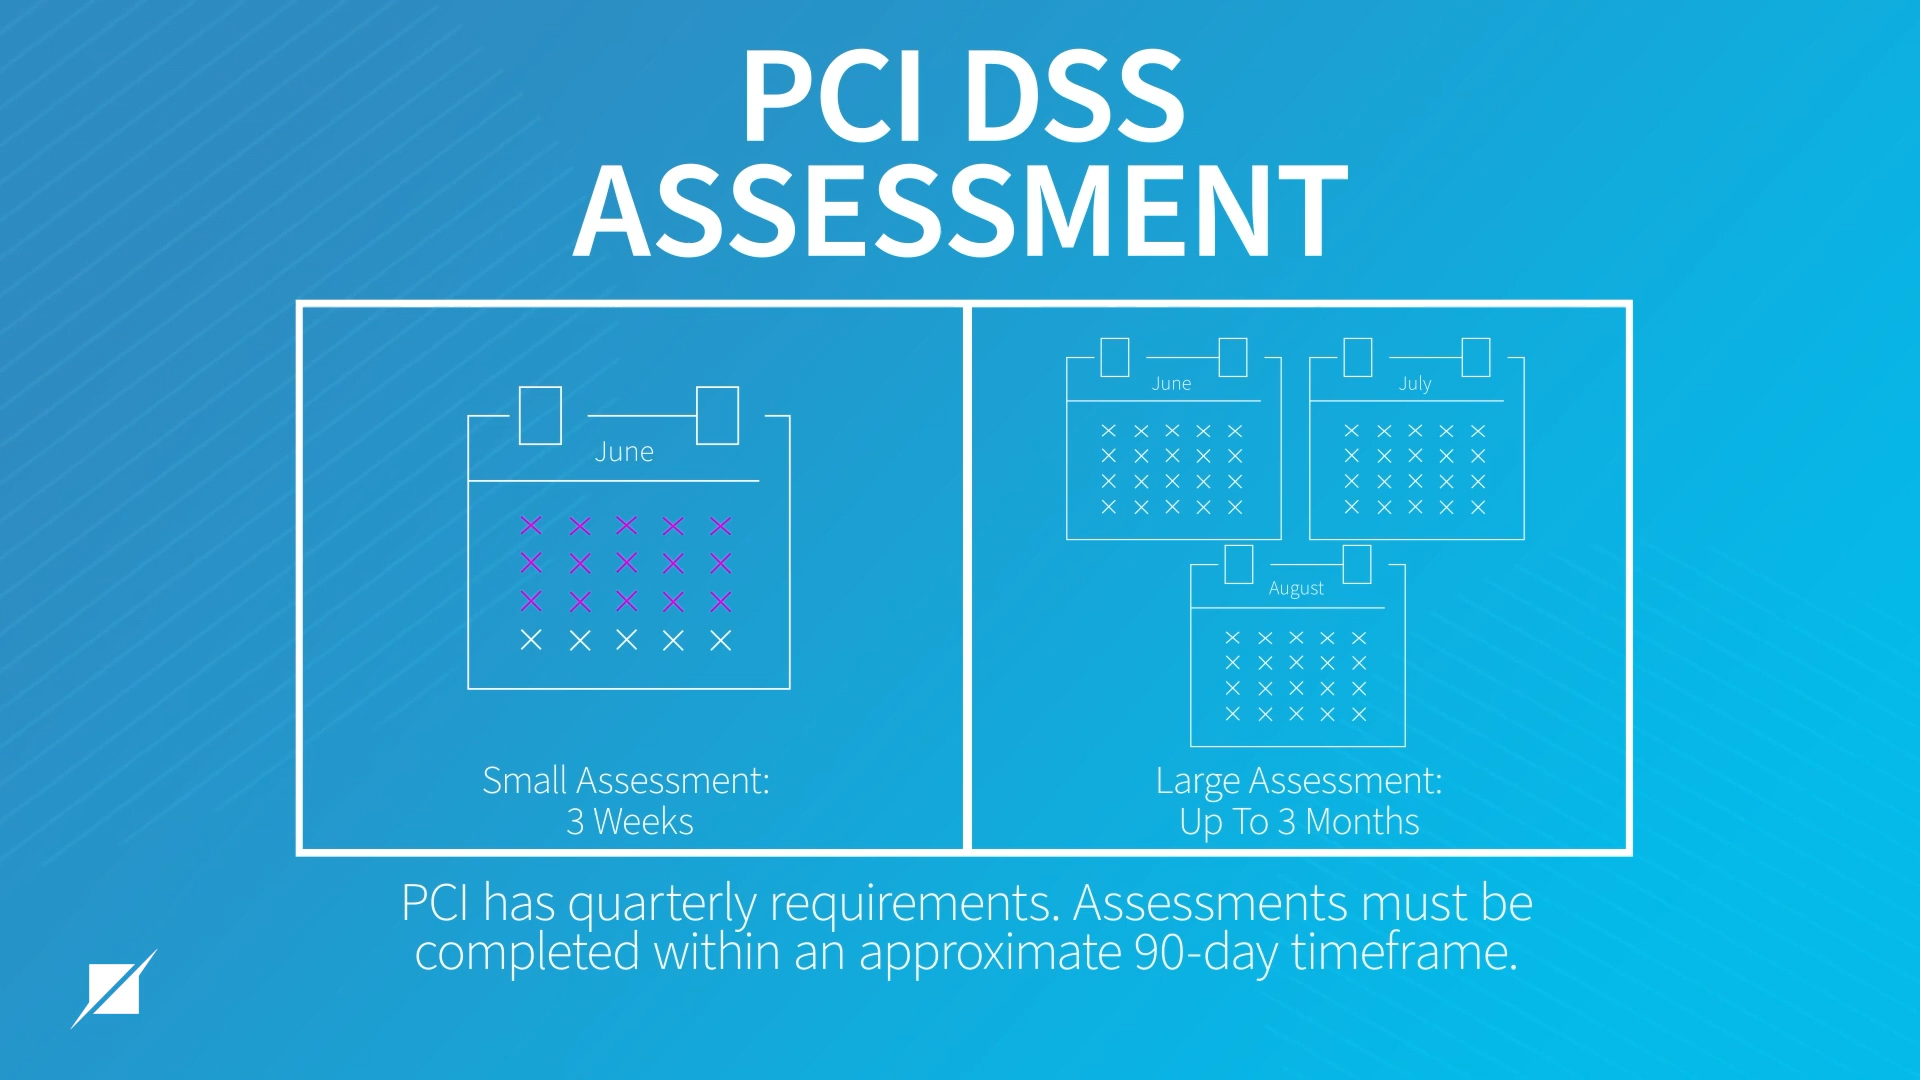 PCI DSS
ASSESSMENT
June
June
July
August
Small Assessment:
3 Weeks
Large Assessment:
Up To 3 Months
PCI has quarterly requirements. Assessments must be
completed within an approximate 90-day timeframe.